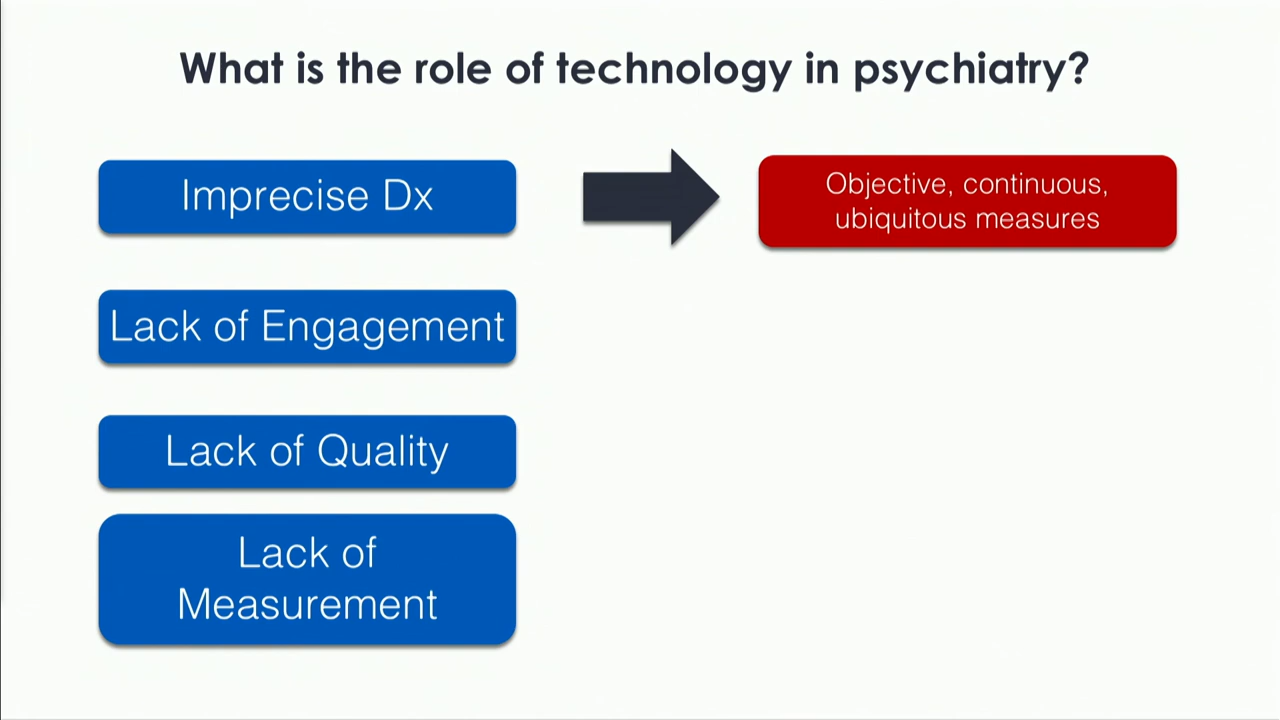 What is the role of technology in psychiatry?
Imprecise Dx
Objective, continuous,
ubiquitous measures
Lack of Engagement
Lack of Quality
Lack of
Measurement